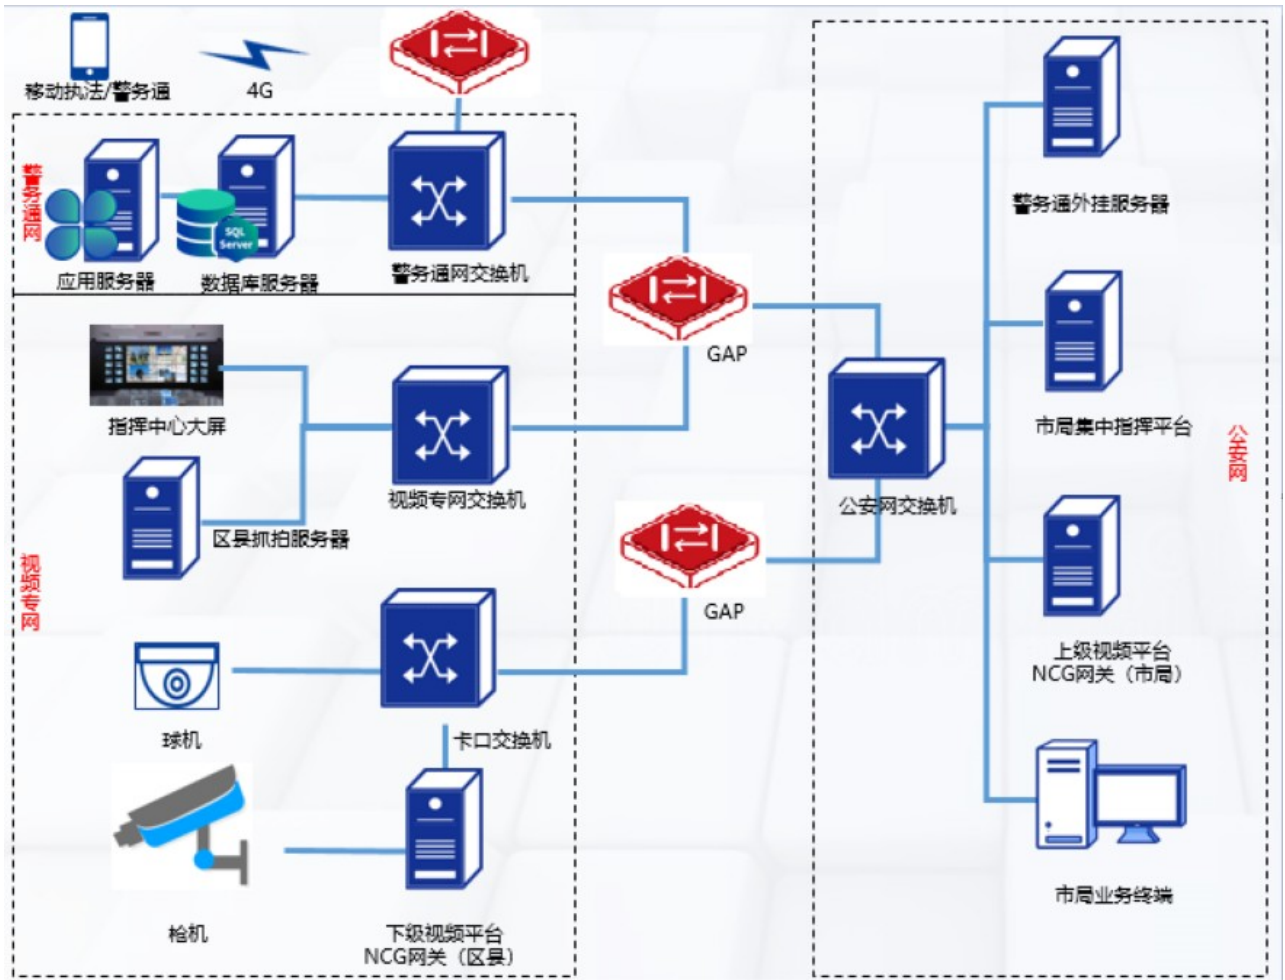 移动执法/警务通
4G
警务通网
SQL
Server
应用服务器
数据库服务器
警务通网交换机
GAP
指挥中心大屏
视频专网交换机
区县抓拍服务器
视频专网
GAP
球机
卡口交换机
枪机
下级视频平台
NCG网关（区县）
公安网交换机
警务通外挂服务器
市局集中指挥平台
公安网
上级视频平台
NCG网关（市局）
市局业务终端